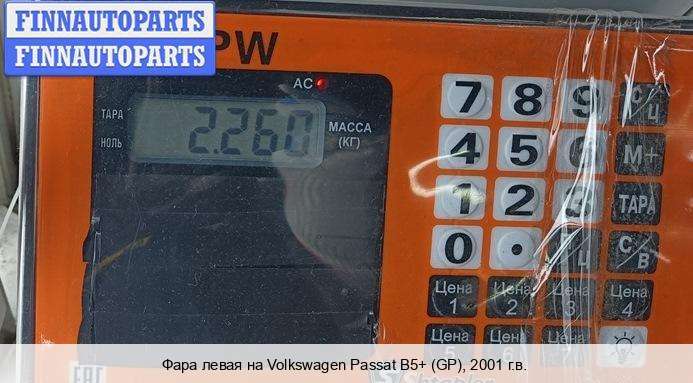 FINNAUTOPARTS
FINNAUTOPARTS
PW
AC
ТАРА
НОЛЬ
2.260
МАССА
(КГ)
7 8 9 С/Ц
4 5 6 М+
1 2 3 ТАРА
0 • С/В
Цена 1
Цена 2
Цена 3
Цена 4
Цена
Фара левая на Volkswagen Passat B5+ (GP), 2001 г.в.
ЕАС